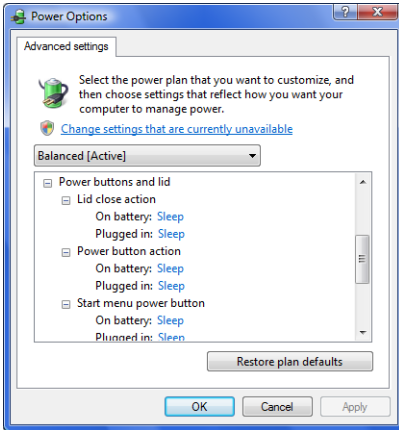 Power Options
Advanced settings
Select the power plan that you want to customize, and
then choose settings that reflect how you want your
computer to manage power.
Change settings that are currently unavailable
Balanced [Active]
Power buttons and lid
Lid close action
On battery: Sleep
Plugged in: Sleep
Power button action
On battery: Sleep
Plugged in: Sleep
Start menu power button
On battery: Sleep
Plugged in: Sleep
Restore plan defaults
OK Cancel Apply